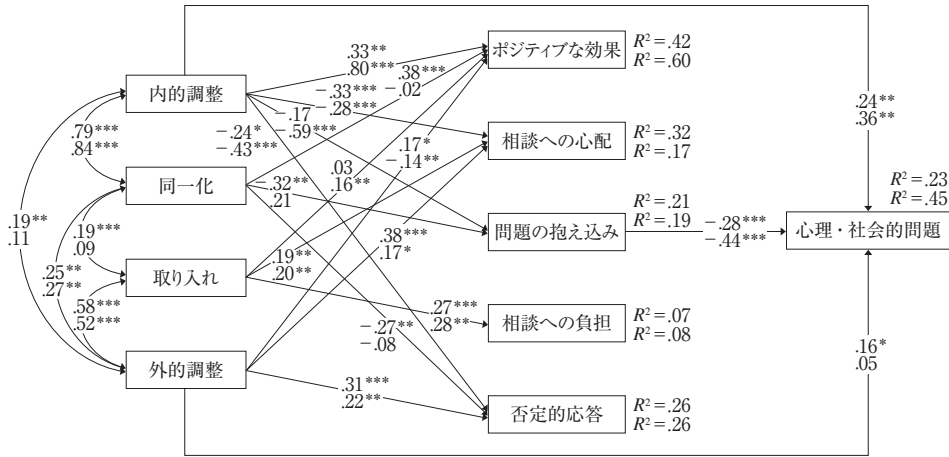 内的調整
同一化
取り入れ
外的調整
.79***
.84***
.19***
.09
.58***
.52***
.25**
.27**
.19**
.11
.33**
.80***
-.33***
-.28***
-.17
-.59***
-.24*
-.43***
.38***
-.02
-.32**
.21
-.27**
-.08
.03
.16**
.19**
.20**
.27***
.28**
.17*
-.14**
.38***
.17*
.31***
.22**
ポジティブな効果
R²=.42
R²=.60
相談への心配
R²=.32
R²=.17
問題の抱え込み
R²=.21
R²=.19
相談への負担
R²=.07
R²=.08
否定的応答
R²=.26
R²=.26
.24**
.36**
-.28***
-.44***
.16*
.05
R²=.23
R²=.45
心理・社会的問題